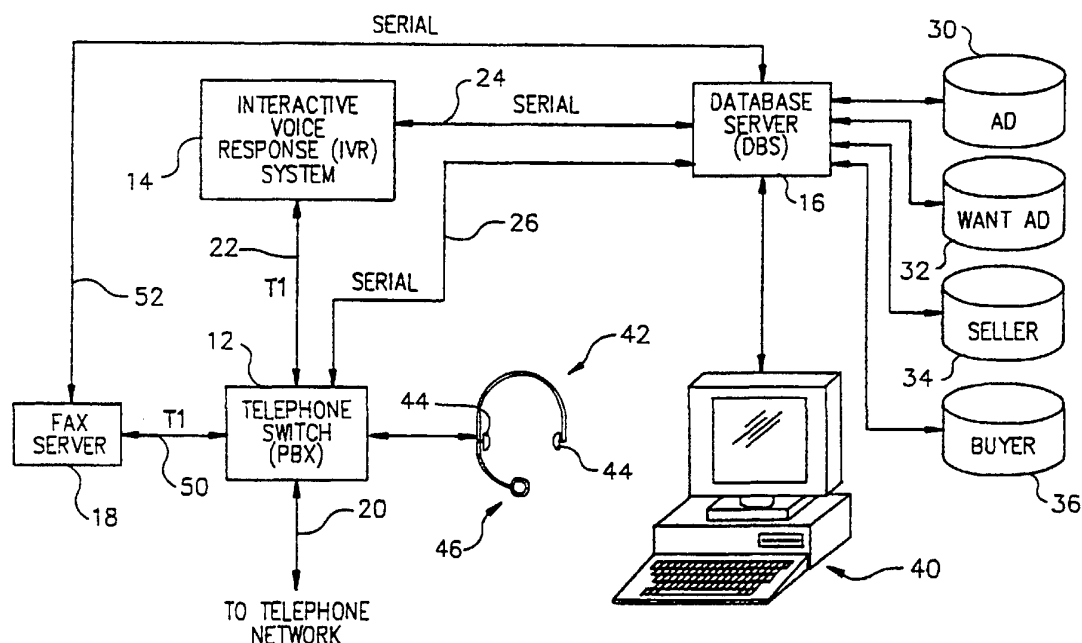 SERIAL
30
AD
INTERACTIVE
VOICE
RESPONSE (IVR)
SYSTEM
14
24
SERIAL
DATABASE
SERVER
(DBS)
16
WANT AD
32
22
T1
26
SERIAL
52
SELLER
34
12
TELEPHONE
SWITCH
(PBX)
42
44
44
46
FAX
SERVER
18
T1
50
BUYER
36
20
40
TO TELEPHONE
NETWORK